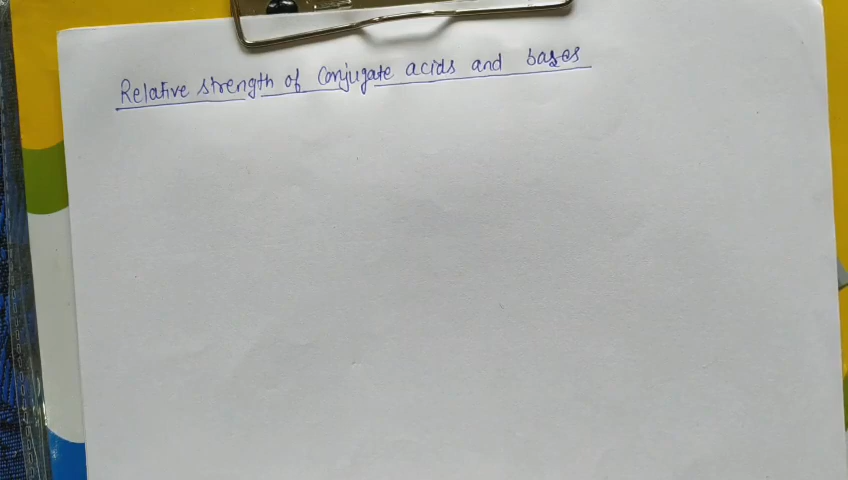 Relative strength of Conjugate acids and bases